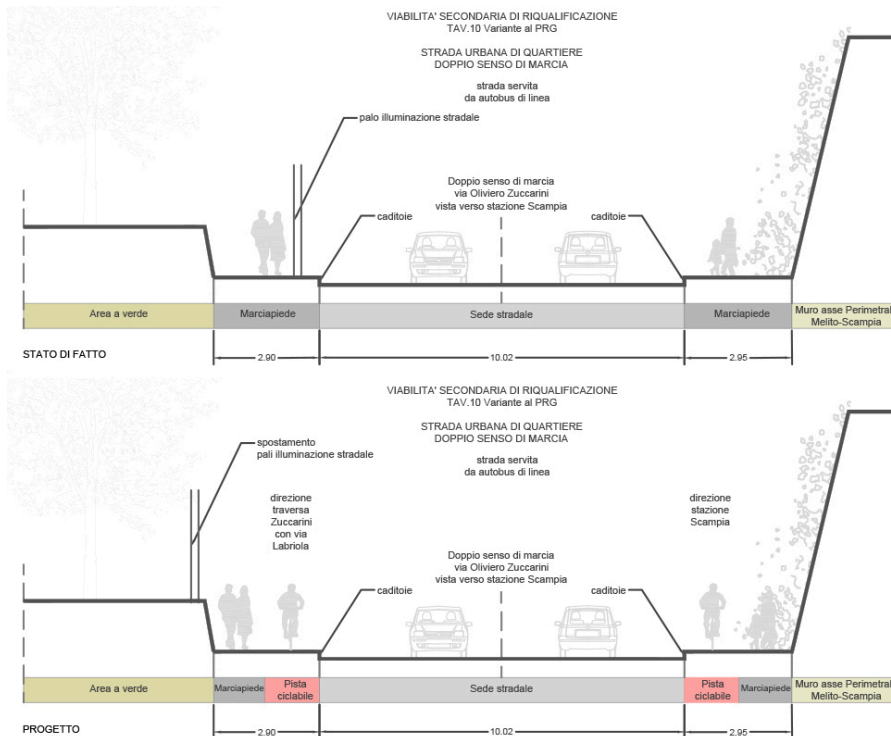 VIABILITA' SECONDARIA DI RIQUALIFICAZIONE
TAV.10 Variante al PRG
STRADA URBANA DI QUARTIERE
DOPPIO SENSO DI MARCIA
strada servita
da autobus di linea
palo illuminazione stradale
Doppio senso di marcia
via Oliviero Zuccarini
vista verso stazione Scampia
caditoie
caditoie
Area a verde
Marciapiede
Sede stradale
Marciapiede
Muro asse Perimetrale
Melito-Scampia
STATO DI FATTO
2.90
10.02
2.95
VIABILITA' SECONDARIA DI RIQUALIFICAZIONE
TAV.10 Variante al PRG
STRADA URBANA DI QUARTIERE
DOPPIO SENSO DI MARCIA
strada servita
da autobus di linea
spostamento
pali illuminazione stradale
direzione
traversa
Zuccarini
con via
Labriola
direzione
stazione
Scampia
Doppio senso di marcia
via Oliviero Zuccarini
vista verso stazione Scampia
caditoie
caditoie
Area a verde
Marciapiede
Pista
ciclabile
Sede stradale
Pista
ciclabile
Marciapiede
Muro asse Perimetrale
Melito-Scampia
PROGETTO
2.90
10.02
2.95